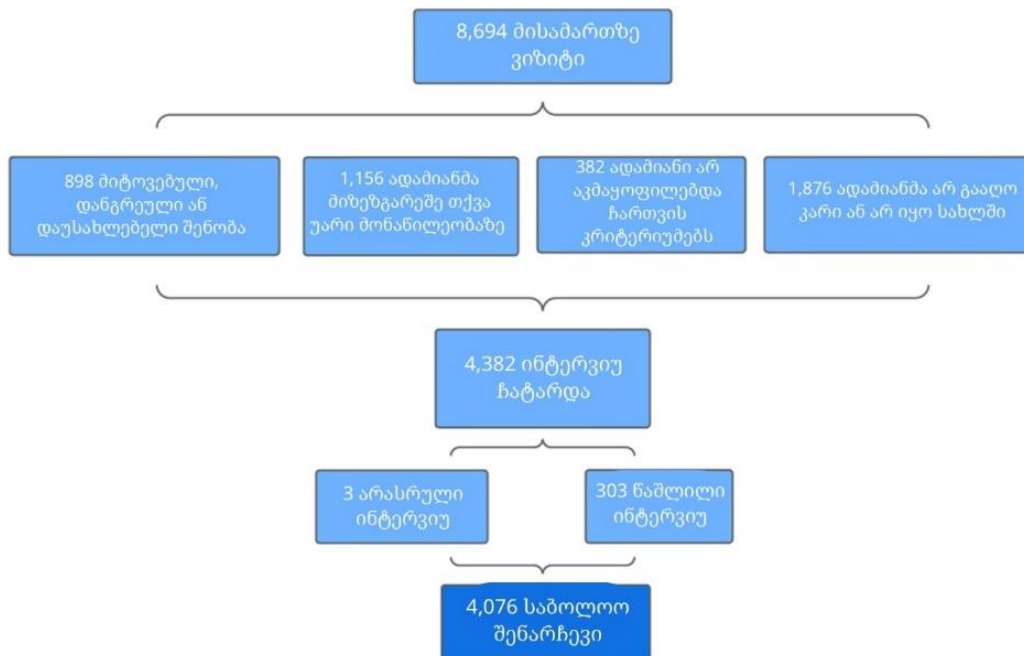 8,694 მისამართზე
ვიზიტი
898 მიტოვებული,
დანგრეული ან
დაუსახლებელი შენობა
1,156 ადამიანმა
მიზეზგარეშე თქვა
უარი მონაწილეობაზე
382 ადამიანი არ
აკმაყოფილებდა
ჩართვის
კრიტერიუმებს
1,876 ადამიანმა არ გააღო
კარი ან არ იყო სახლში
4,382 ინტერვიუ
ჩატარდა
3 არასრული
ინტერვიუ
303 წაშლილი
ინტერვიუ
4,076 საბოლოო
შენარჩევი